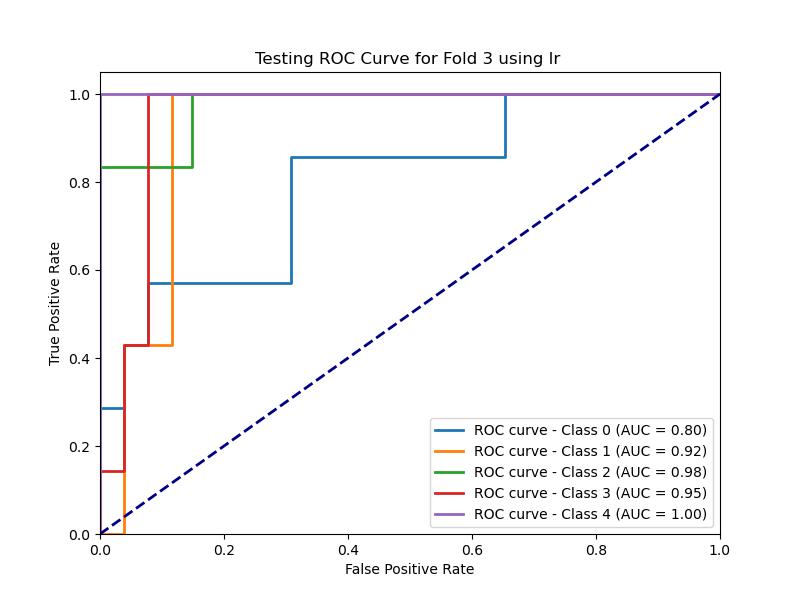 Testing ROC Curve for Fold 3 using lr
True Positive Rate
1.0
0.8
0.6
0.4
0.2
0.0
ROC curve - Class 0 (AUC = 0.80)
ROC curve - Class 1 (AUC = 0.92)
ROC curve - Class 2 (AUC = 0.98)
ROC curve - Class 3 (AUC = 0.95)
ROC curve - Class 4 (AUC = 1.00)
0.0 0.2 0.4 0.6 0.8 1.0
False Positive Rate